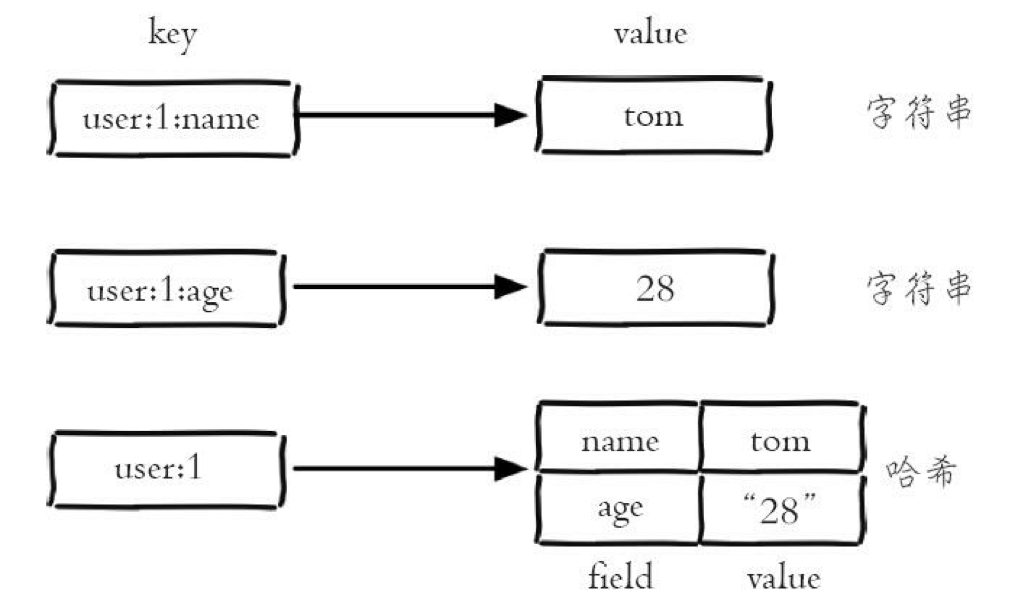 key value
user:1:name tom 字符串
user:1:age 28 字符串
name tom
user:1 哈希
age “28”
field value